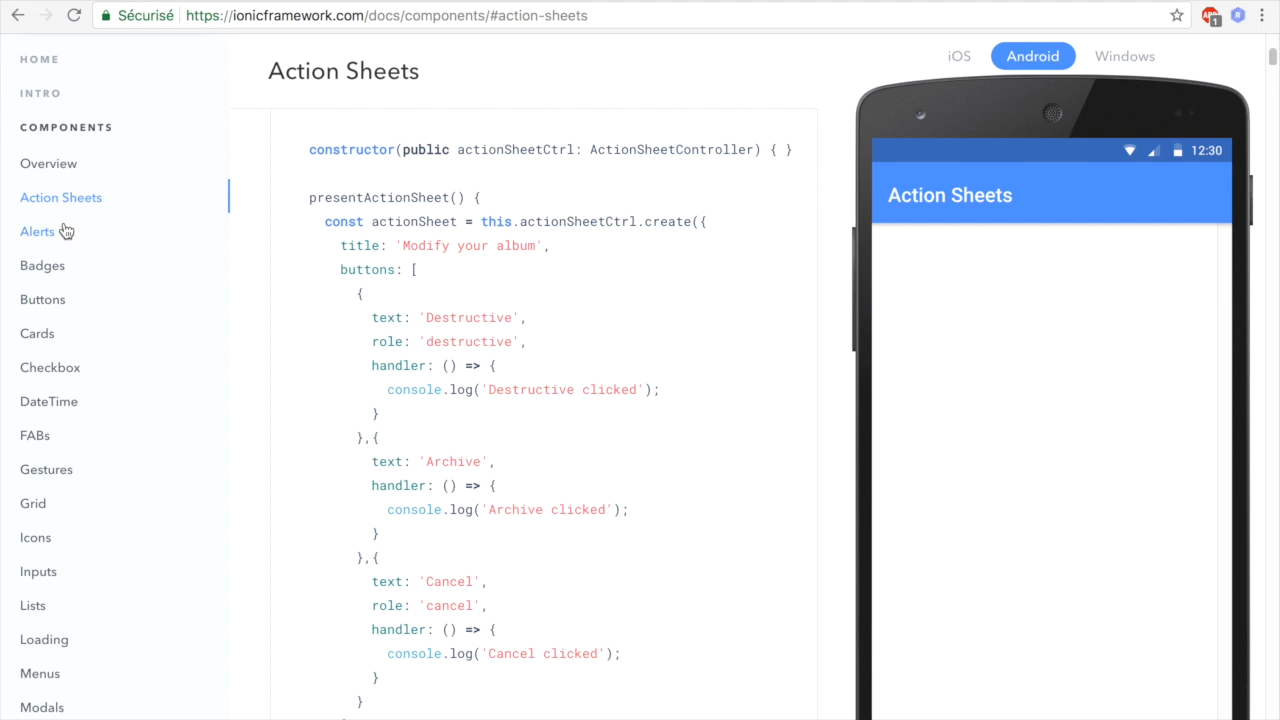 Sécurisé https://ionicframework.com/docs/components/#action-sheets
ABP 1 R
HOME
INTRO
COMPONENTS
Overview
Action Sheets
Alerts
Badges
Buttons
Cards
Checkbox
DateTime
FABs
Gestures
Grid
Icons
Inputs
Lists
Loading
Menus
Modals
Action Sheets
constructor(public actionSheetCtrl: ActionSheetController) { }
presentActionSheet() {
const actionSheet = this.actionSheetCtrl.create({
title: 'Modify your album',
buttons: [
{
text: 'Destructive',
role: 'destructive',
handler: () => {
console.log('Destructive clicked');
}
},{
text: 'Archive',
handler: () => {
console.log('Archive clicked');
}
},{
text: 'Cancel',
role: 'cancel',
handler: () => {
console.log('Cancel clicked');
}
}
iOS Android Windows
12:30
Action Sheets